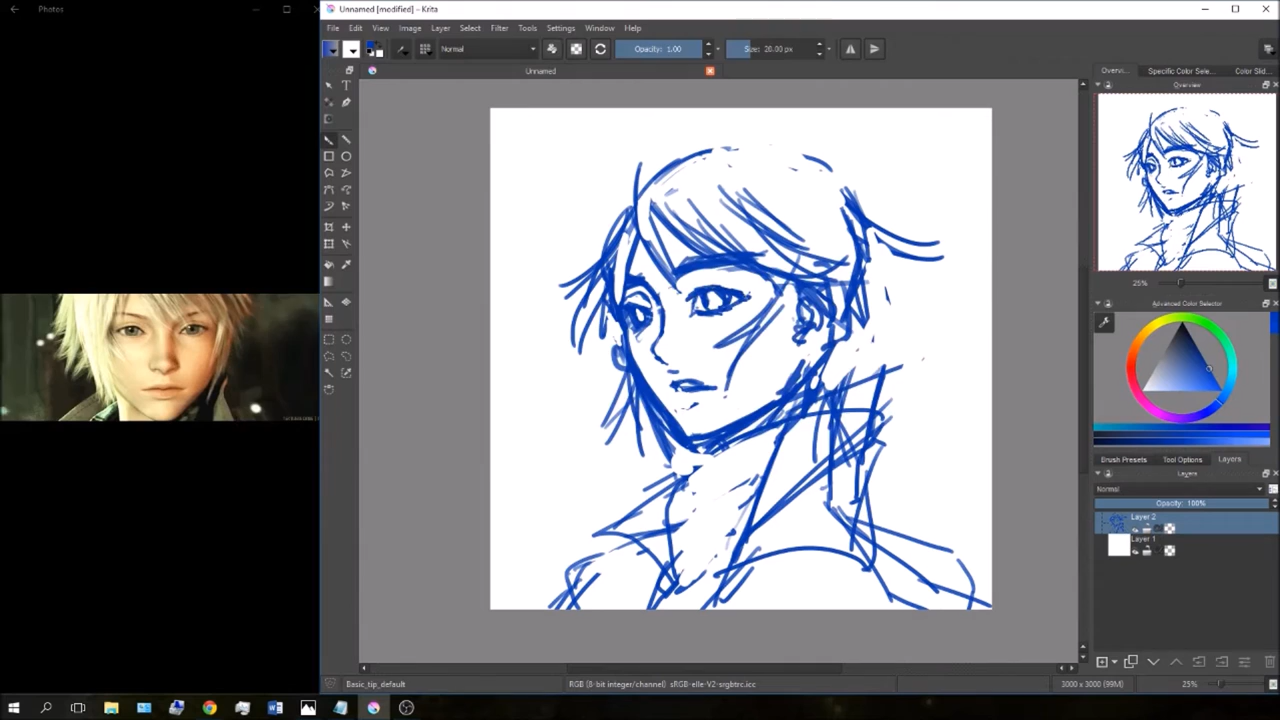 Photos
Unnamed [modified] - Krita
File Edit View Image Layer Select Filter Tools Settings Window Help
Normal
Opacity: 1.00
Size: 20.00 px
Unnamed
Overvi...
Specific Color Sele...
Color Slid...
Overview
25%
Advanced Color Selector
Brush Presets
Tool Options
Layers
Layers
Normal
Opacity: 100%
Layer 2
Layer 1
Basic_tip_default
RGB (8-bit integer/channel) sRGB-elle-V2-srgbtrc.icc
3000 x 3000 (99M)
25%